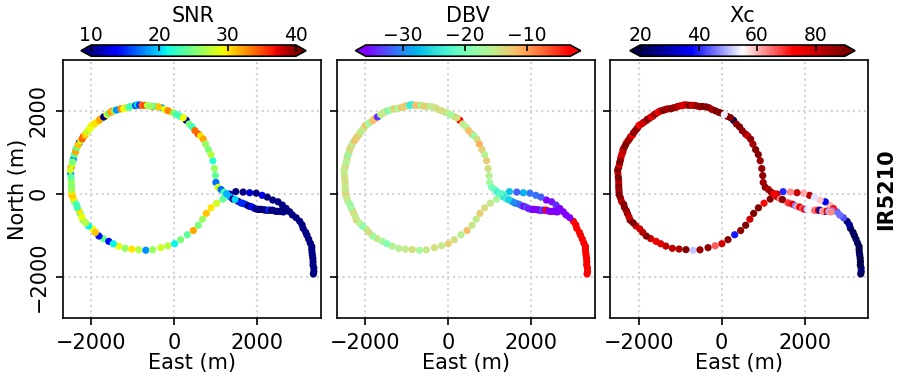 SNR DBV Xc
10 20 30 40 −30 −20 −10 20 40 60 80
2000
0
−2000
North (m)
IR5210
−2000 0 2000 −2000 0 2000 −2000 0 2000
East (m) East (m) East (m)